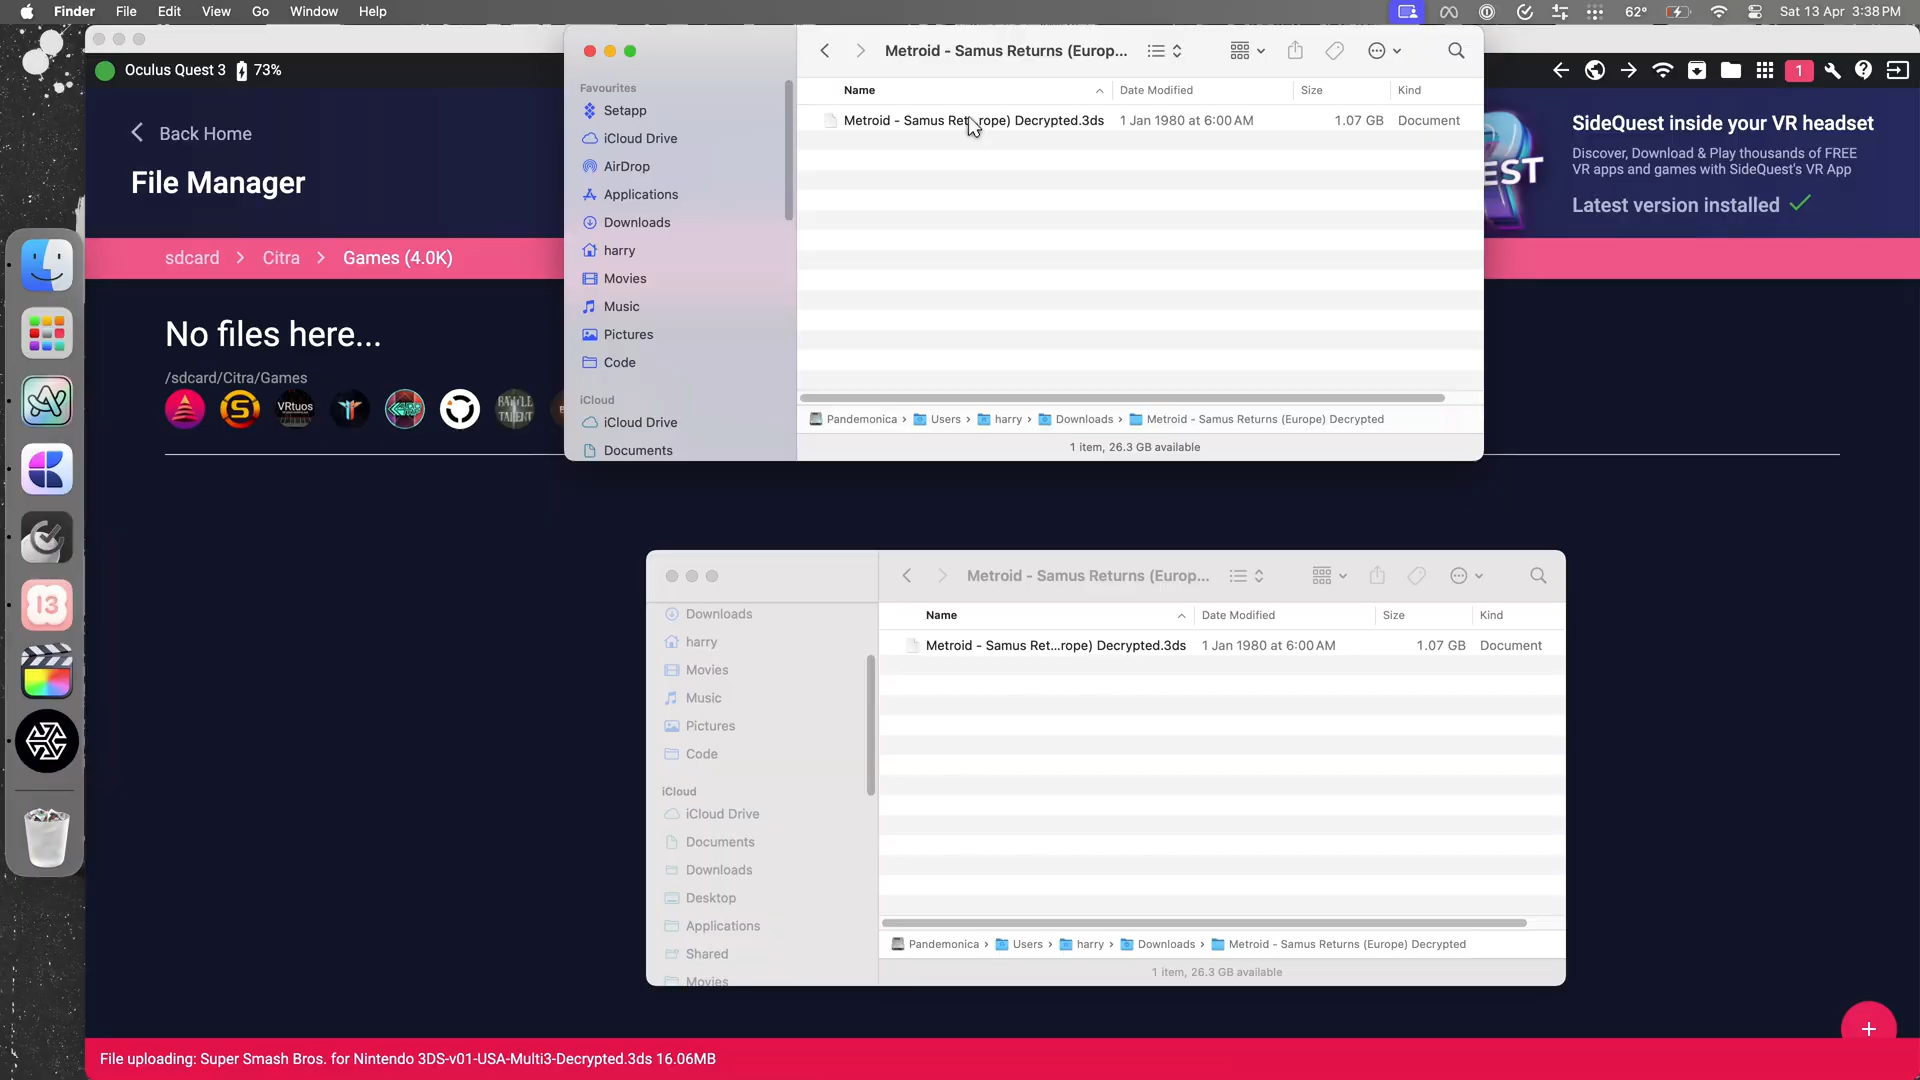 Finder File Edit View Go Window Help 62° Sat 13 Apr 3:38 PM
Oculus Quest 3 73%
Back Home
File Manager
sdcard Citra Games (4.0K)
No files here...
/sdcard/Citra/Games
VRtuos
BATTLE
TALENT
1
EST
SideQuest inside your VR headset
Discover, Download & Play thousands of FREE
VR apps and games with SideQuest's VR App
Latest version installed
Metroid - Samus Returns (Europ...
Favourites
Setapp
iCloud Drive
AirDrop
Applications
Downloads
harry
Movies
Music
Pictures
Code
iCloud
iCloud Drive
Documents
Name Date Modified Size Kind
Metroid - Samus Ret...rope) Decrypted.3ds 1 Jan 1980 at 6:00 AM 1.07 GB Document
Pandemonica Users harry Downloads Metroid - Samus Returns (Europe) Decrypted
1 item, 26.3 GB available
Metroid - Samus Returns (Europ...
Downloads
harry
Movies
Music
Pictures
Code
iCloud
iCloud Drive
Documents
Downloads
Desktop
Applications
Shared
Movies
Name Date Modified Size Kind
Metroid - Samus Ret...rope) Decrypted.3ds 1 Jan 1980 at 6:00 AM 1.07 GB Document
Pandemonica Users harry Downloads Metroid - Samus Returns (Europe) Decrypted
1 item, 26.3 GB available
13
+
File uploading: Super Smash Bros. for Nintendo 3DS-v01-USA-Multi3-Decrypted.3ds 16.06MB